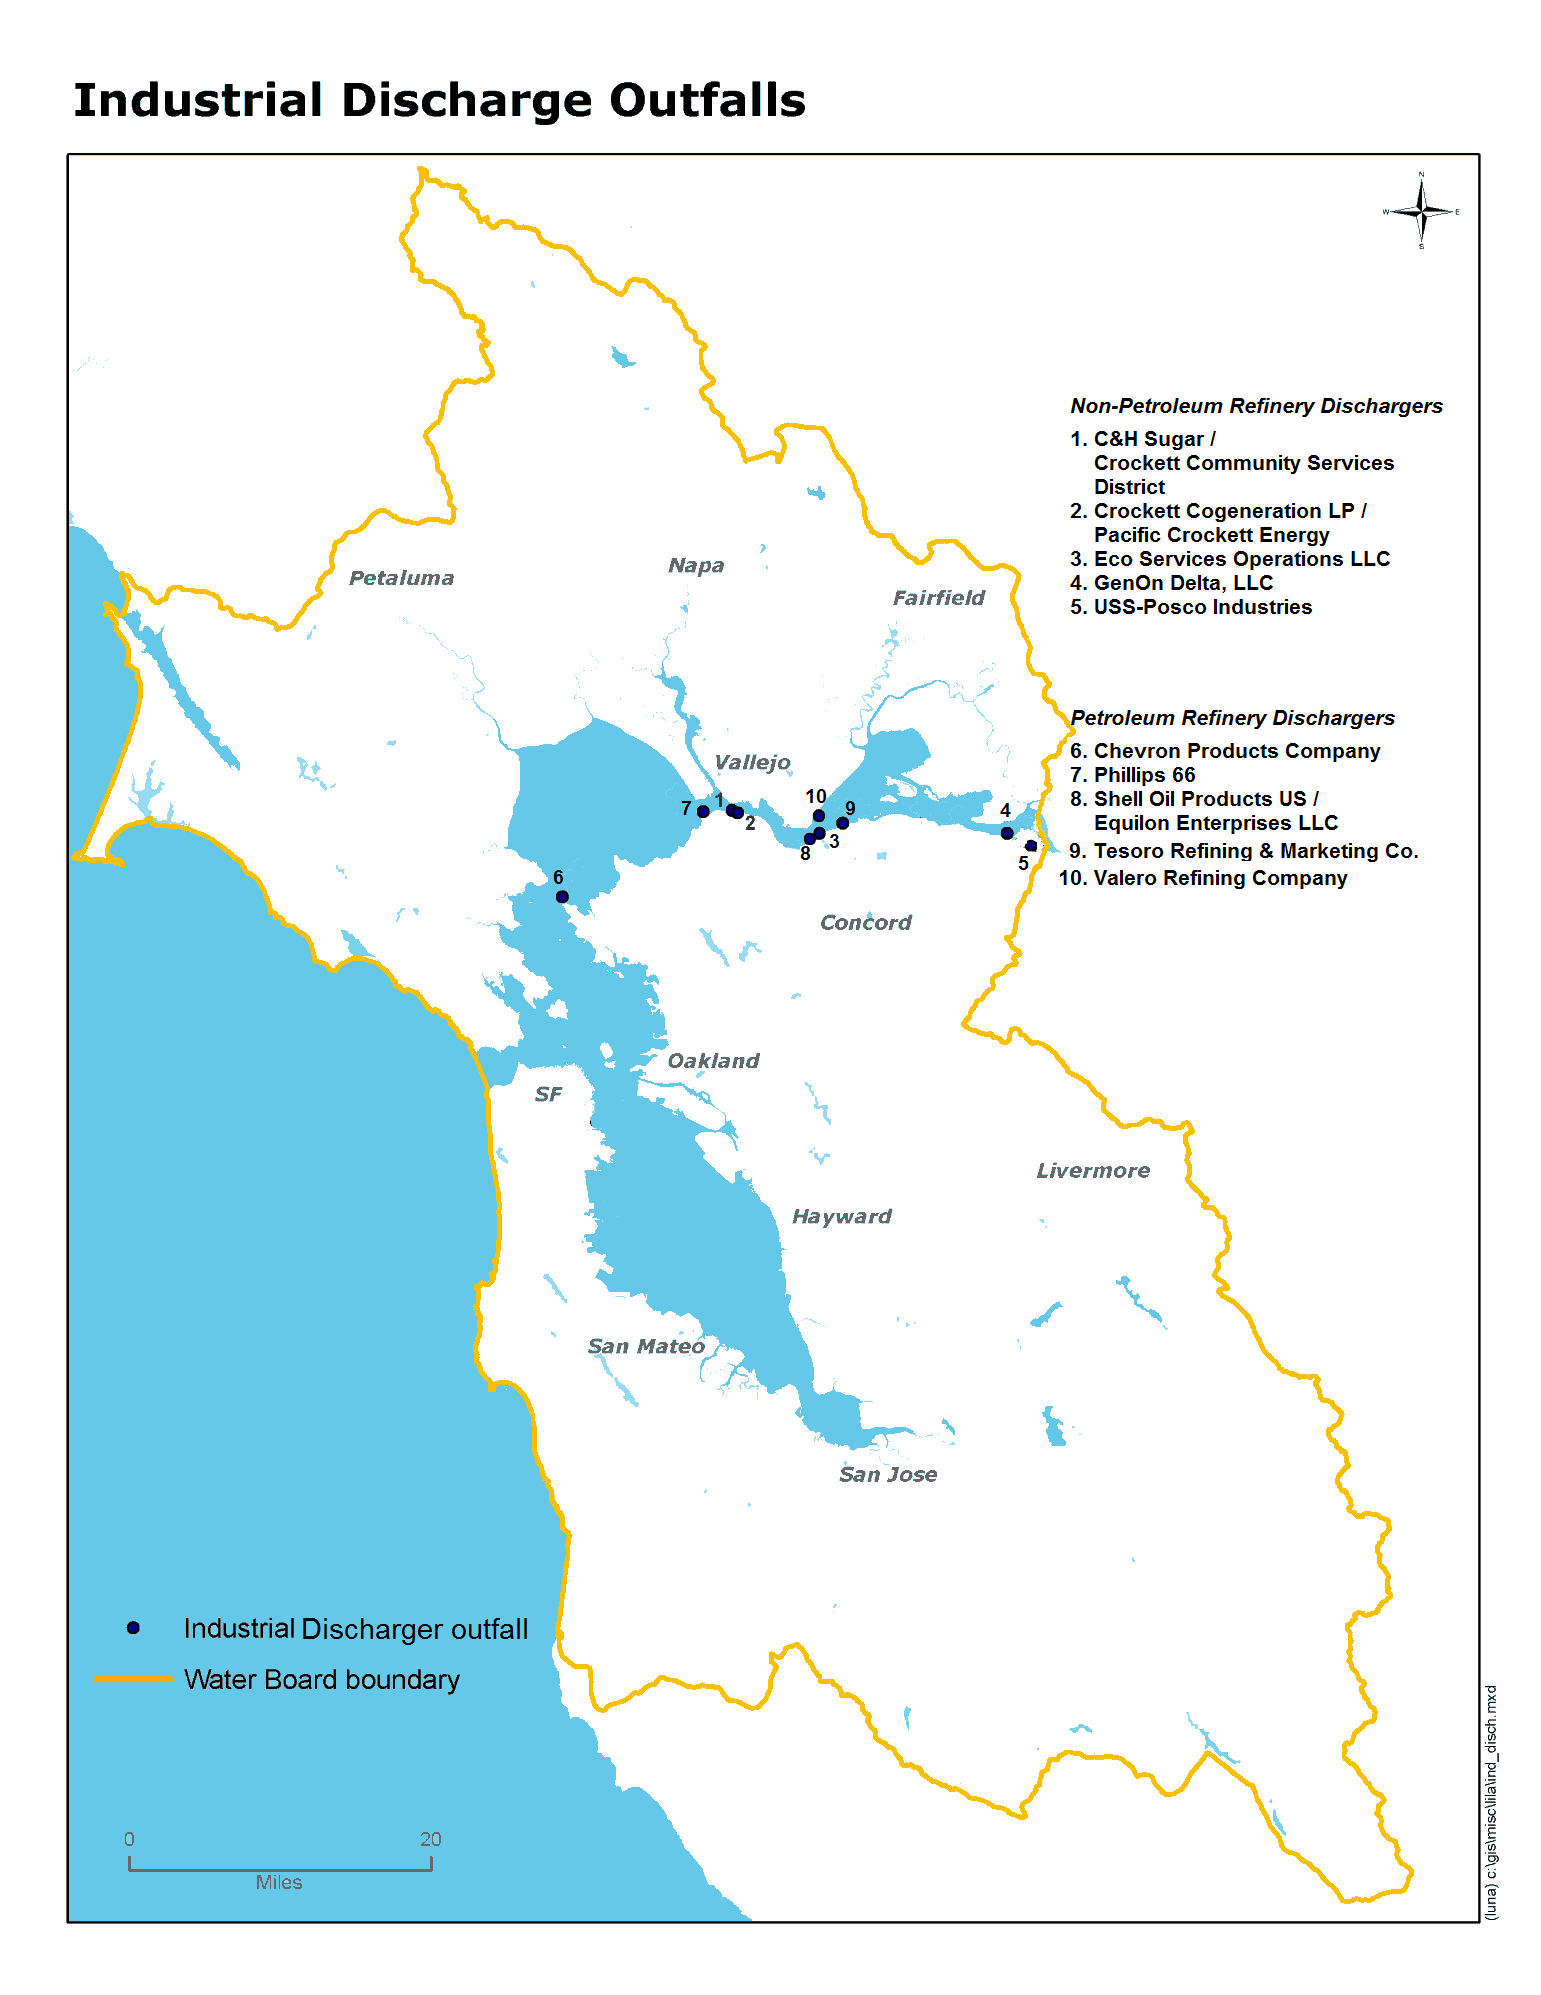 Industrial Discharge Outfalls
N
W
E
S
Non-Petroleum Refinery Dischargers
1. C&H Sugar /
Crockett Community Services
District
2. Crockett Cogeneration LP /
Pacific Crockett Energy
3. Eco Services Operations LLC
4. GenOn Delta, LLC
5. USS-Posco Industries
Petroleum Refinery Dischargers
6. Chevron Products Company
7. Phillips 66
8. Shell Oil Products US /
Equilon Enterprises LLC
9. Tesoro Refining & Marketing Co.
10. Valero Refining Company
Petaluma
Napa
Fairfield
Vallejo
7
1
2
10
9
3
8
4
5
6
Concord
Oakland
SF
Livermore
Hayward
San Mateo
San Jose
Industrial Discharger outfall
Water Board boundary
0
20
Miles
(luna) c:\gis\misc\lila\ind_disch.mxd